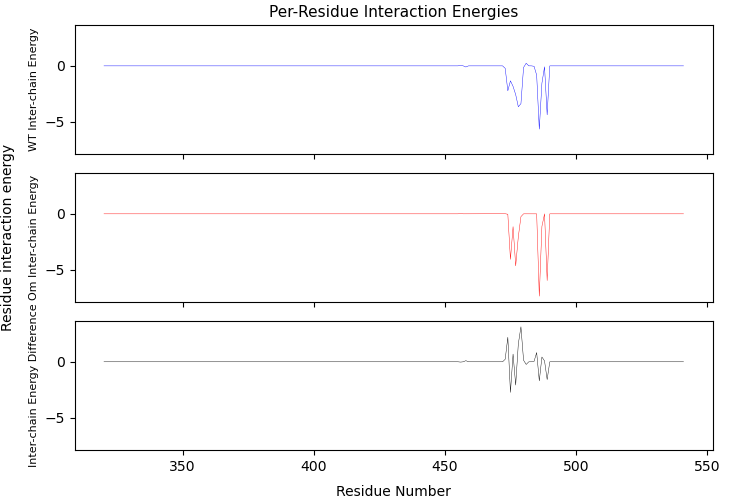 Per-Residue Interaction Energies
Residue interaction energy
WT Inter-chain Energy
0
−5
Om Inter-chain Energy
0
−5
Inter-chain Energy Difference
0
−5
350
400
450
500
550
Residue Number